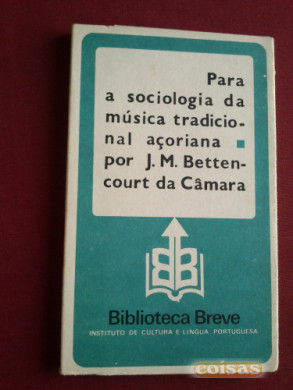 Para
a sociologia da
música tradicio-
nal açoriana
por J. M. Betten-
court da Câmara
Biblioteca Breve
INSTITUTO DE CULTURA E LÍNGUA PORTUGUESA
coisas